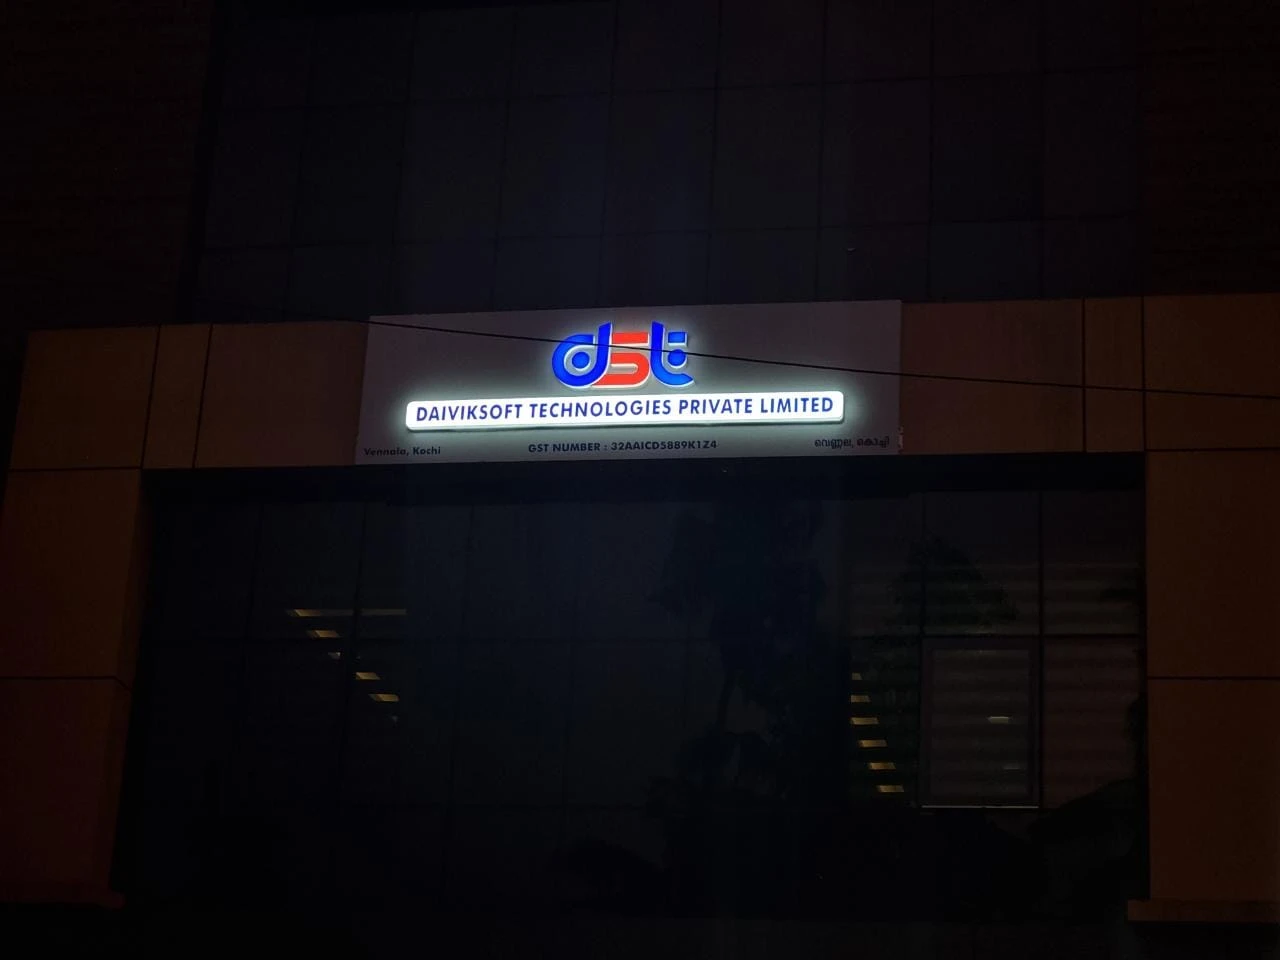 dst
DAIVIKSOFT TECHNOLOGIES PRIVATE LIMITED
Vennala, Kochi
GST NUMBER : 32AAICD5889K1Z4
വെണ്ണല, കൊച്ചി